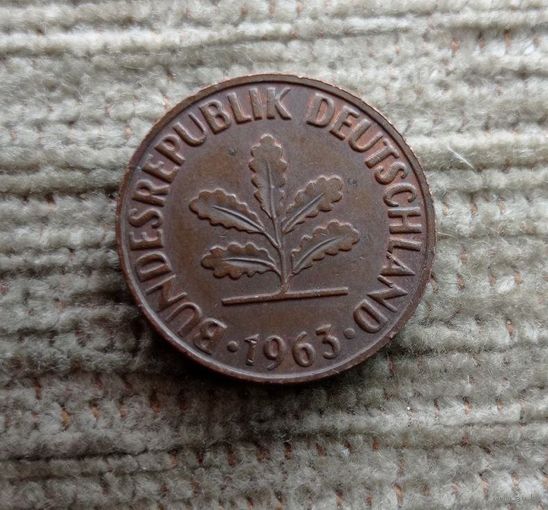 BUNDESREPUBLIK DEUTSCHLAND
· 1963 ·